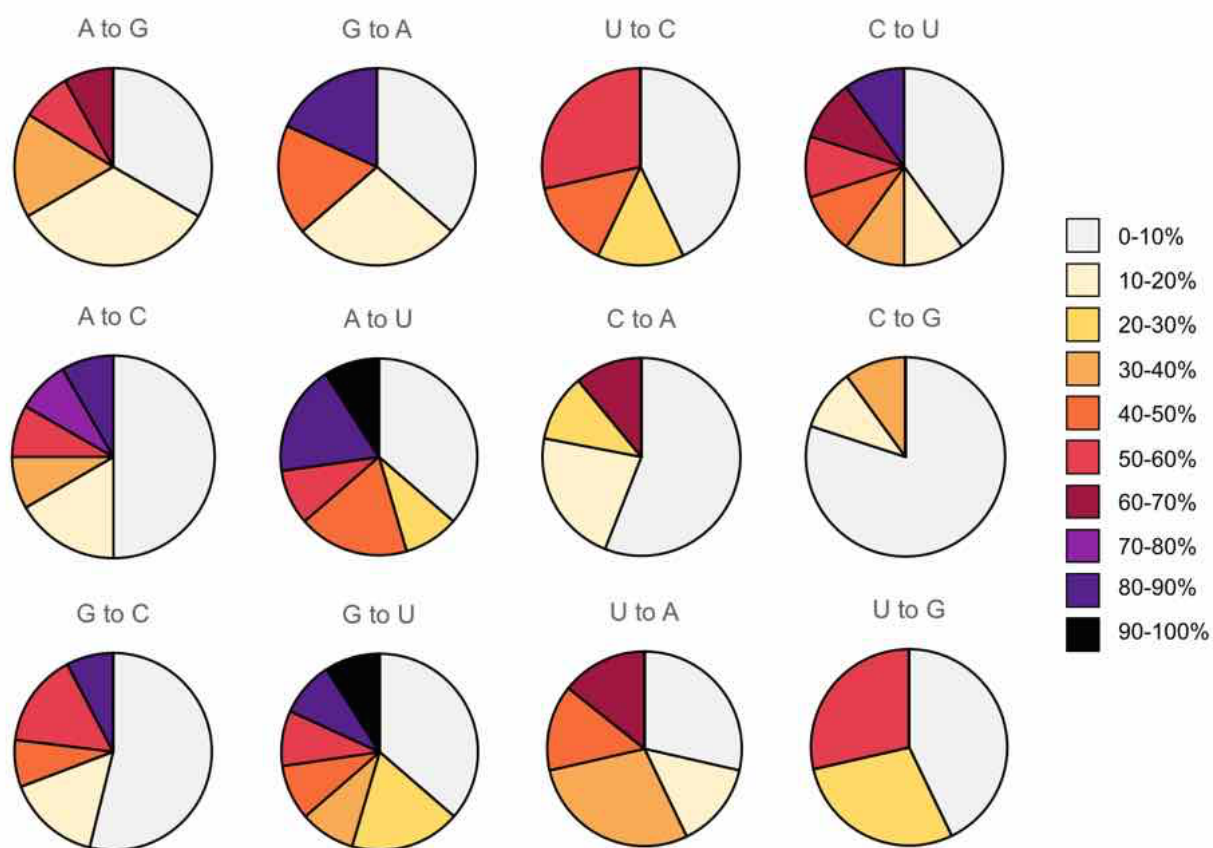 A to G
G to A
U to C
C to U
A to C
A to U
C to A
C to G
G to C
G to U
U to A
U to G
0-10%
10-20%
20-30%
30-40%
40-50%
50-60%
60-70%
70-80%
80-90%
90-100%